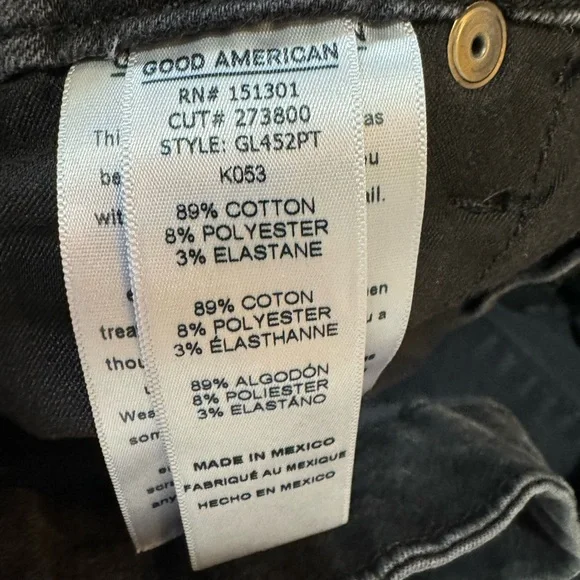 GOOD AMERICAN
RN# 151301
CUT# 273800
STYLE: GL452PT
K053
89% COTTON
8% POLYESTER
3% ELASTANE
89% COTON
8% POLYESTER
3% ÉLASTHANNE
89% ALGODÓN
8% POLIESTER
3% ELASTÁNO
MADE IN MEXICO
FABRIQUÉ AU MEXIQUE
HECHO EN MEXICO